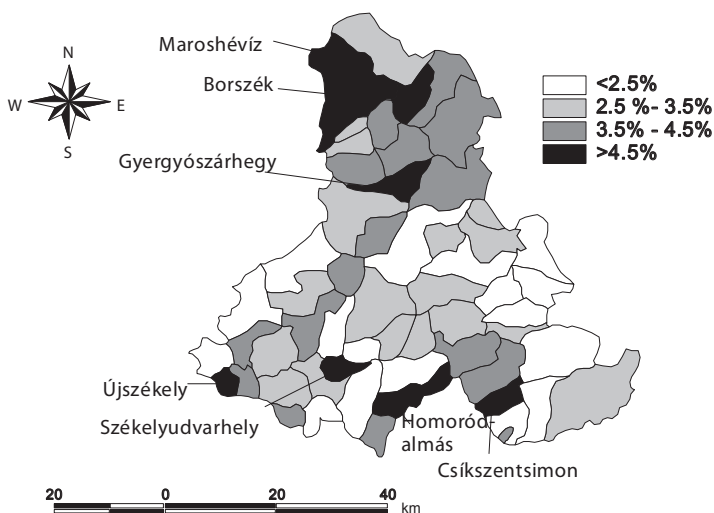 Maroshévíz
Borszék
N
W E
S
Gyergyószárhegy
<2.5%
2.5 %- 3.5%
3.5% - 4.5%
>4.5%
Újszékely
Székelyudvarhely
Homoród-
almás
Csíkszentsimon
20 0 20 40
km